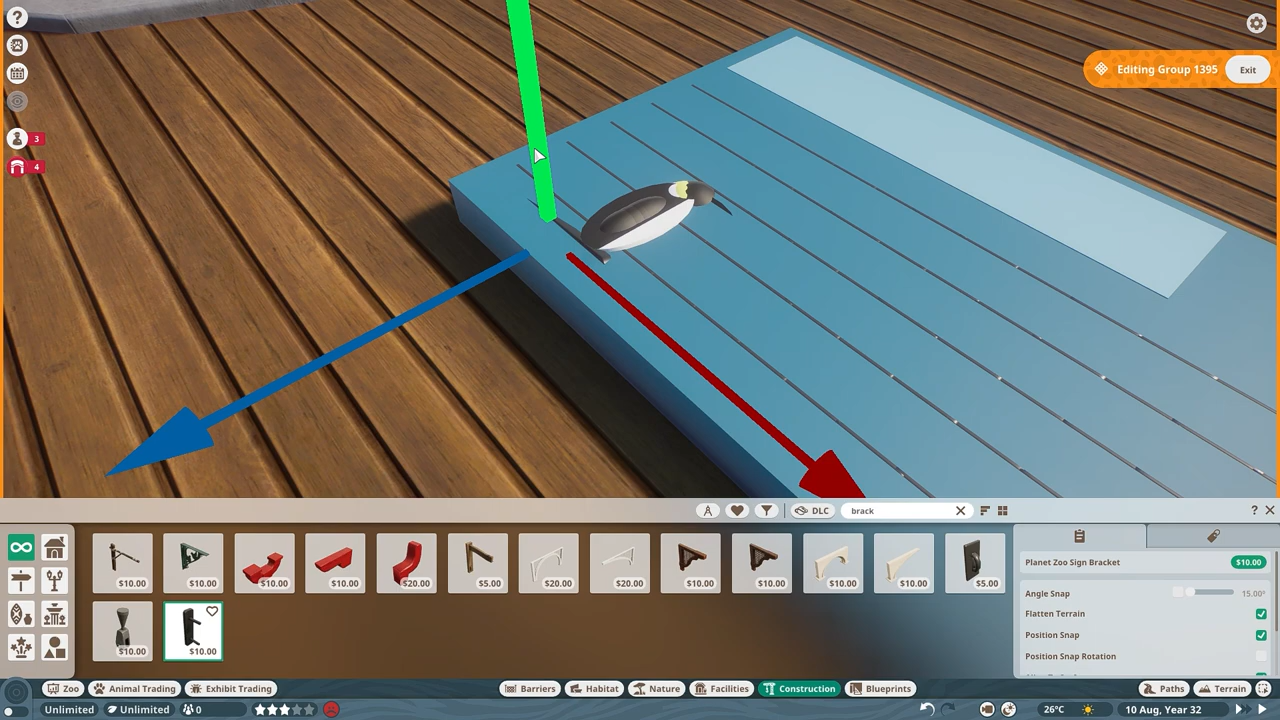 ?
Editing Group 1395 Exit
3
4
DLC brack ? X
$10.00 $10.00 $10.00 $10.00 $20.00 $5.00 $20.00 $20.00 $10.00 $10.00 $10.00 $10.00 $5.00
$10.00 $10.00
Planet Zoo Sign Bracket $10.00
Angle Snap 15.00°
Flatten Terrain
Position Snap
Position Snap Rotation
Zoo Animal Trading Exhibit Trading Barriers Habitat Nature Facilities Construction Blueprints Paths Terrain
Unlimited Unlimited 0 26°C 10 Aug, Year 32